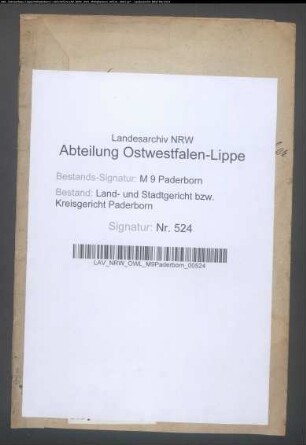 Landesarchiv NRW
Abteilung Ostwestfalen-Lippe
Bestands-Signatur: M 9 Paderborn
Bestand: Land- und Stadtgericht bzw.
Kreisgericht Paderborn
Signatur: Nr. 524
LAV_NRW_OWL_M9Paderborn_00524